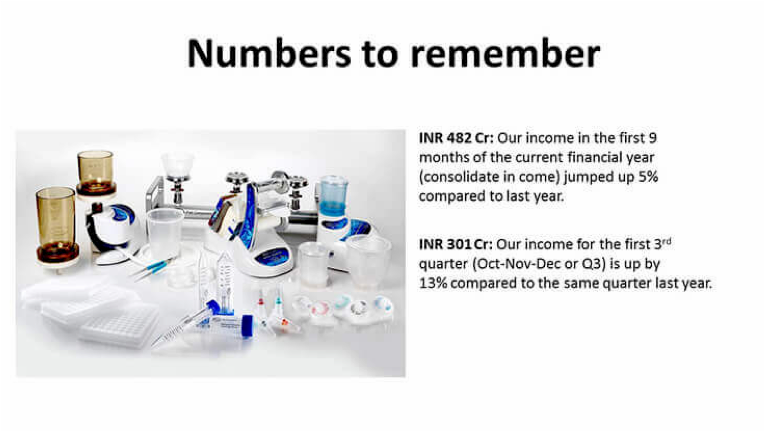 Numbers to remember
INR 482 Cr: Our income in the first 9
months of the current financial year
(consolidate in come) jumped up 5%
compared to last year.
INR 301 Cr: Our income for the first 3rd
quarter (Oct-Nov-Dec or Q3) is up by
13% compared to the same quarter last year.